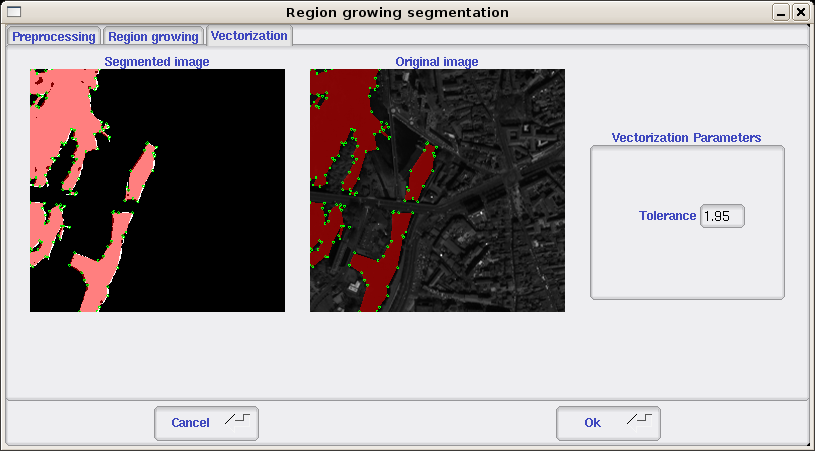 Region growing segmentation
Preprocessing Region growing Vectorization
Segmented image Original image
Vectorization Parameters
Tolerance 1.95
Cancel Ok